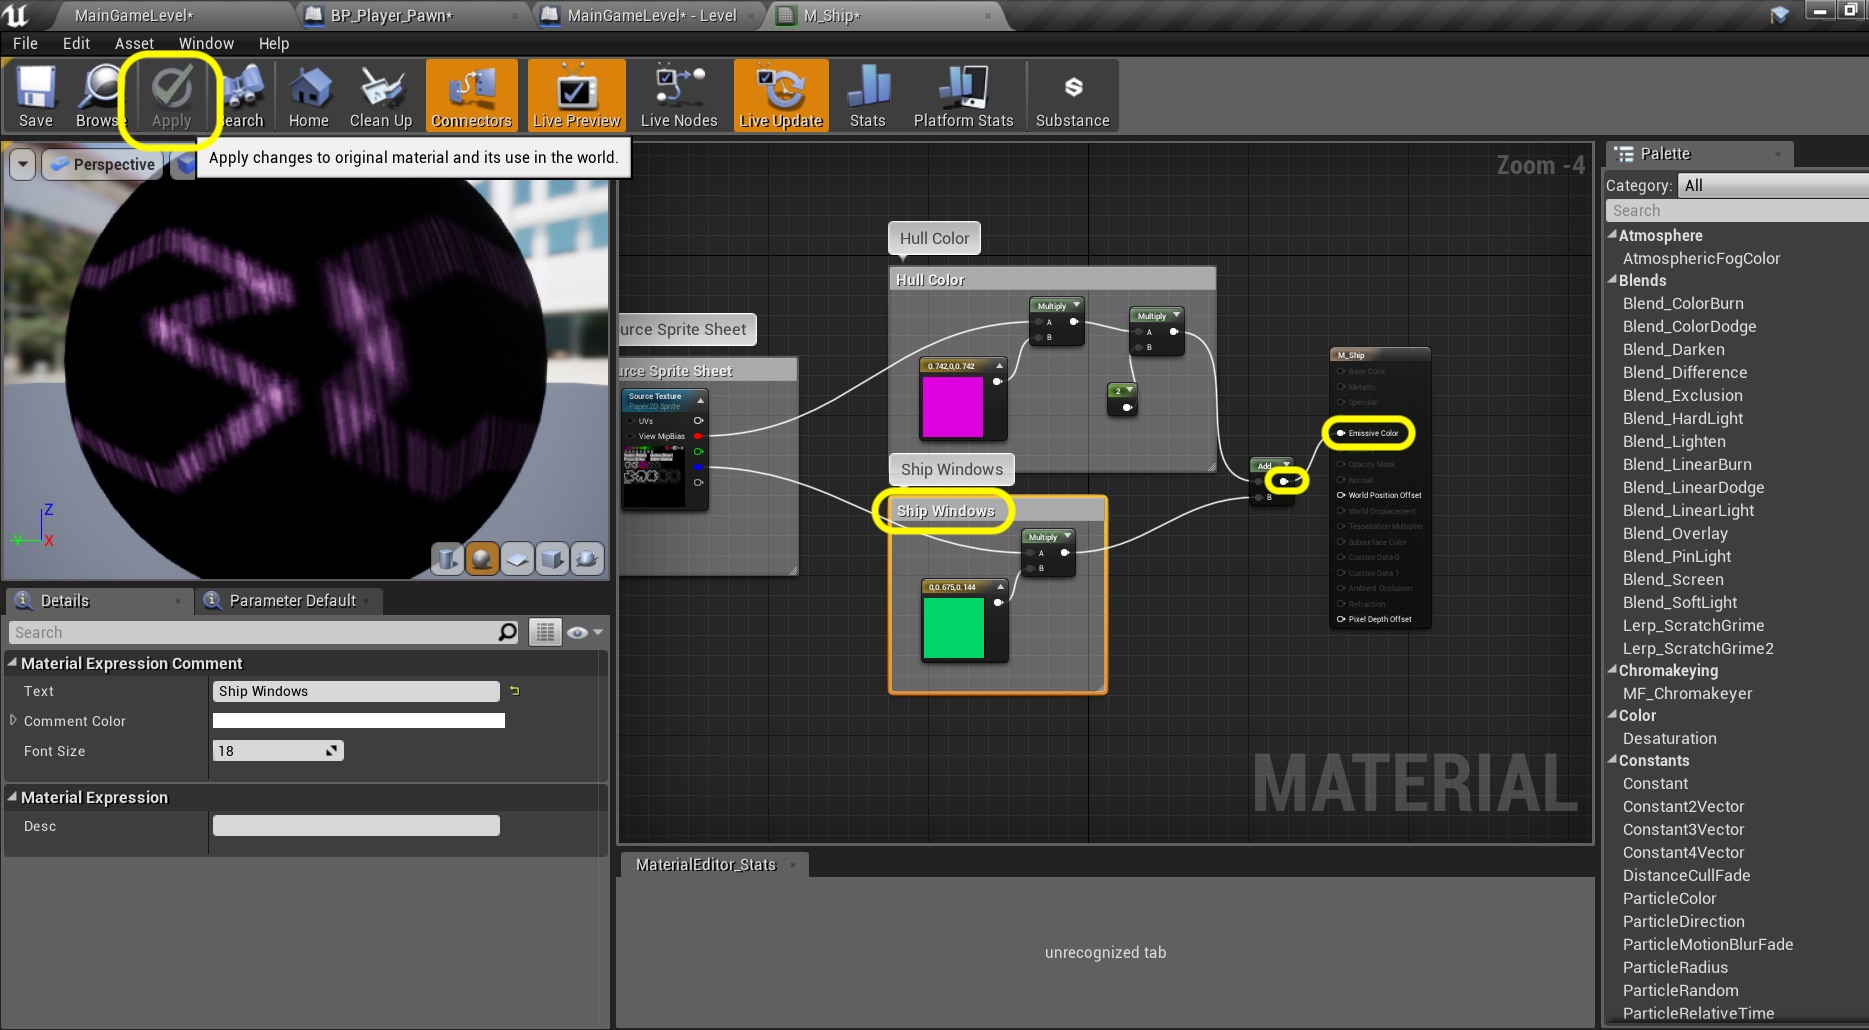 MainGameLevel*
BP_Player_Pawn*
MainGameLevel* - Level
M_Ship*
File Edit Asset Window Help
Save
Browse
Apply
Search
Home
Clean Up
Connectors
Live Preview
Live Nodes
Live Update
Stats
Platform Stats
Substance
Apply changes to original material and its use in the world.
Perspective
Z
Y
X
Details
Parameter Default
Search
Material Expression Comment
Text
Ship Windows
Comment Color
Font Size
18
Material Expression
Desc
Zoom -4
urce Sprite Sheet
rce Sprite Sheet
Source Texture
Paper2D Sprite
UVs
View MipBias
Hull Color
Hull Color
Multiply
A
B
Multiply
A
B
0.742,0,0.742
2
Ship Windows
Ship Windows
Multiply
A
B
0,0.675,0.144
Add
B
M_Ship
Base Color
Metallic
Specular
Emissive Color
Opacity Mask
Normal
World Position Offset
World Displacement
Tessellation Multiplier
Subsurface Color
Custom Data 0
Custom Data 1
Ambient Occlusion
Refraction
Pixel Depth Offset
MATERIAL
MaterialEditor_Stats
unrecognized tab
Palette
Category: All
Search
Atmosphere
AtmosphericFogColor
Blends
Blend_ColorBurn
Blend_ColorDodge
Blend_Darken
Blend_Difference
Blend_Exclusion
Blend_HardLight
Blend_Lighten
Blend_LinearBurn
Blend_LinearDodge
Blend_LinearLight
Blend_Overlay
Blend_PinLight
Blend_Screen
Blend_SoftLight
Lerp_ScratchGrime
Lerp_ScratchGrime2
Chromakeying
MF_Chromakeyer
Color
Desaturation
Constants
Constant
Constant2Vector
Constant3Vector
Constant4Vector
DistanceCullFade
ParticleColor
ParticleDirection
ParticleMotionBlurFade
ParticleRadius
ParticleRandom
ParticleRelativeTime